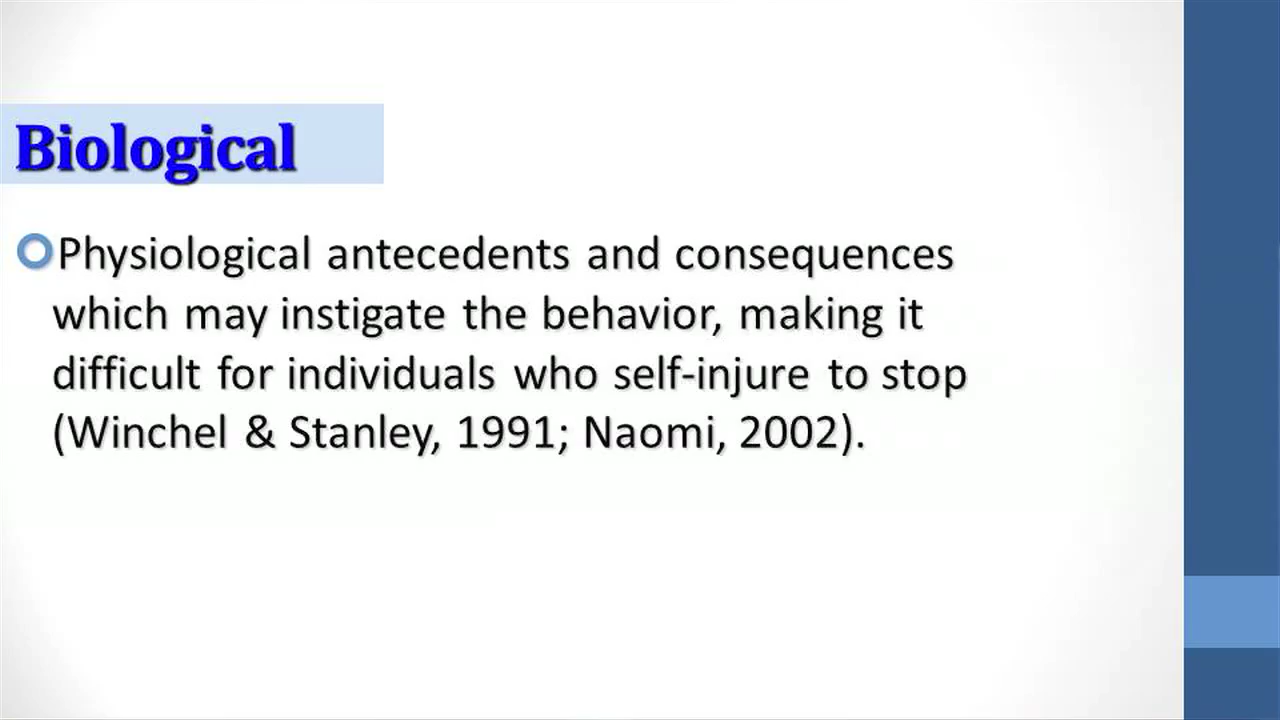 Biological
Physiological antecedents and consequences
which may instigate the behavior, making it
difficult for individuals who self-injure to stop
(Winchel & Stanley, 1991; Naomi, 2002).